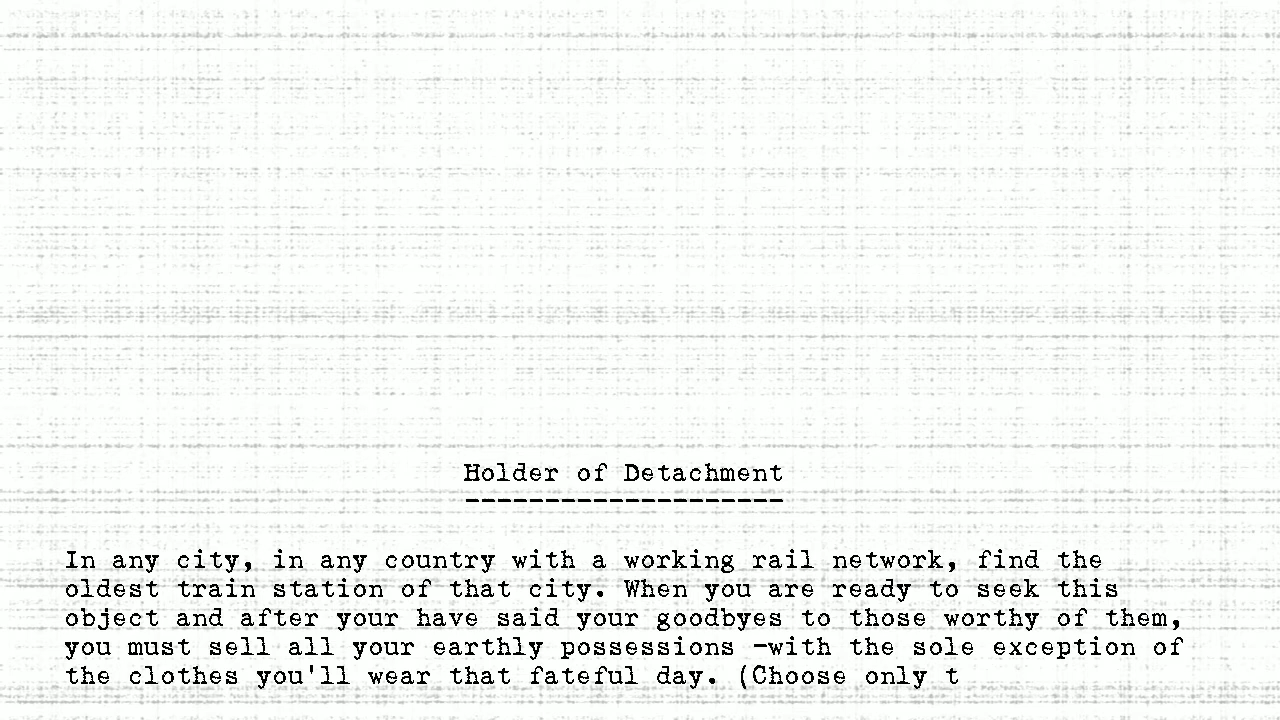 Holder of Detachment
--------------------
In any city, in any country with a working rail network, find the
oldest train station of that city. When you are ready to seek this
object and after your have said your goodbyes to those worthy of them,
you must sell all your earthly possessions -with the sole exception of
the clothes you'll wear that fateful day. (Choose only t